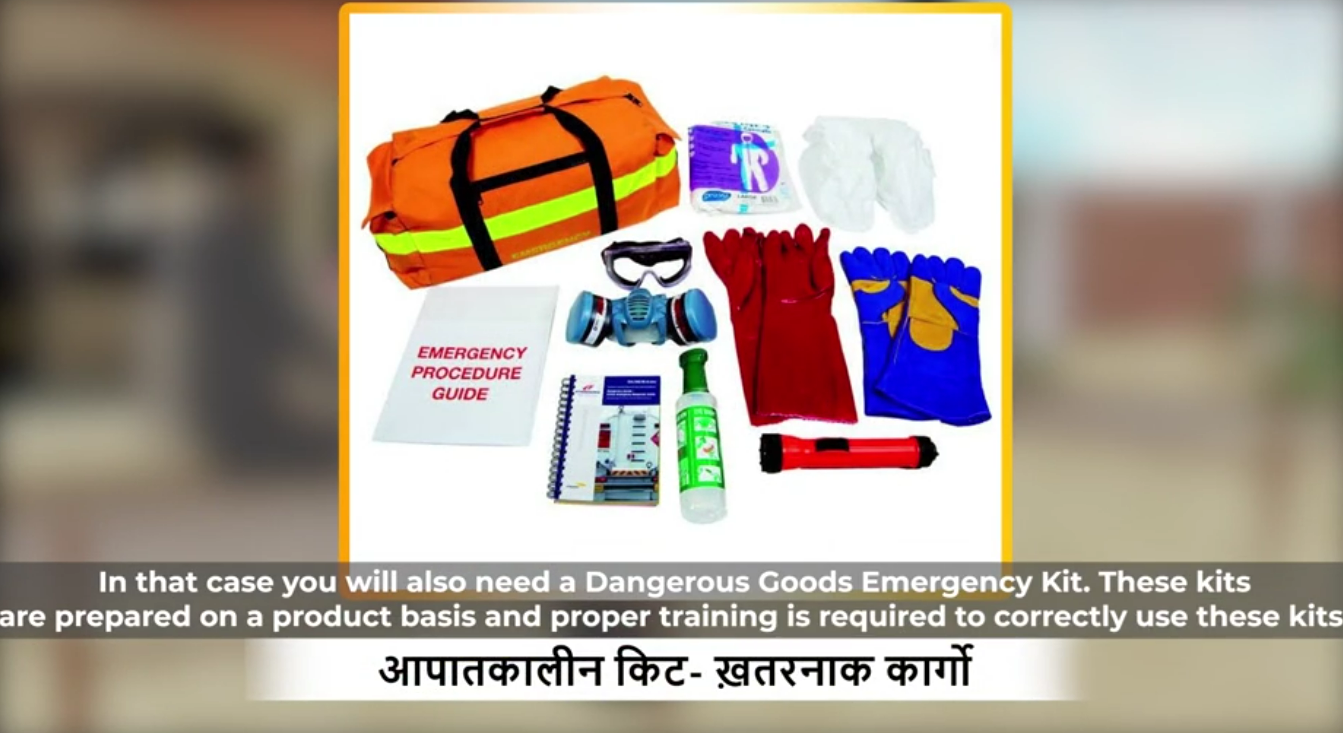 EMERGENCY
EMERGENCY
PROCEDURE
GUIDE
In that case you will also need a Dangerous Goods Emergency Kit. These kits
are prepared on a product basis and proper training is required to correctly use these kits
आपातकालीन किट- ख़तरनाक कार्गो